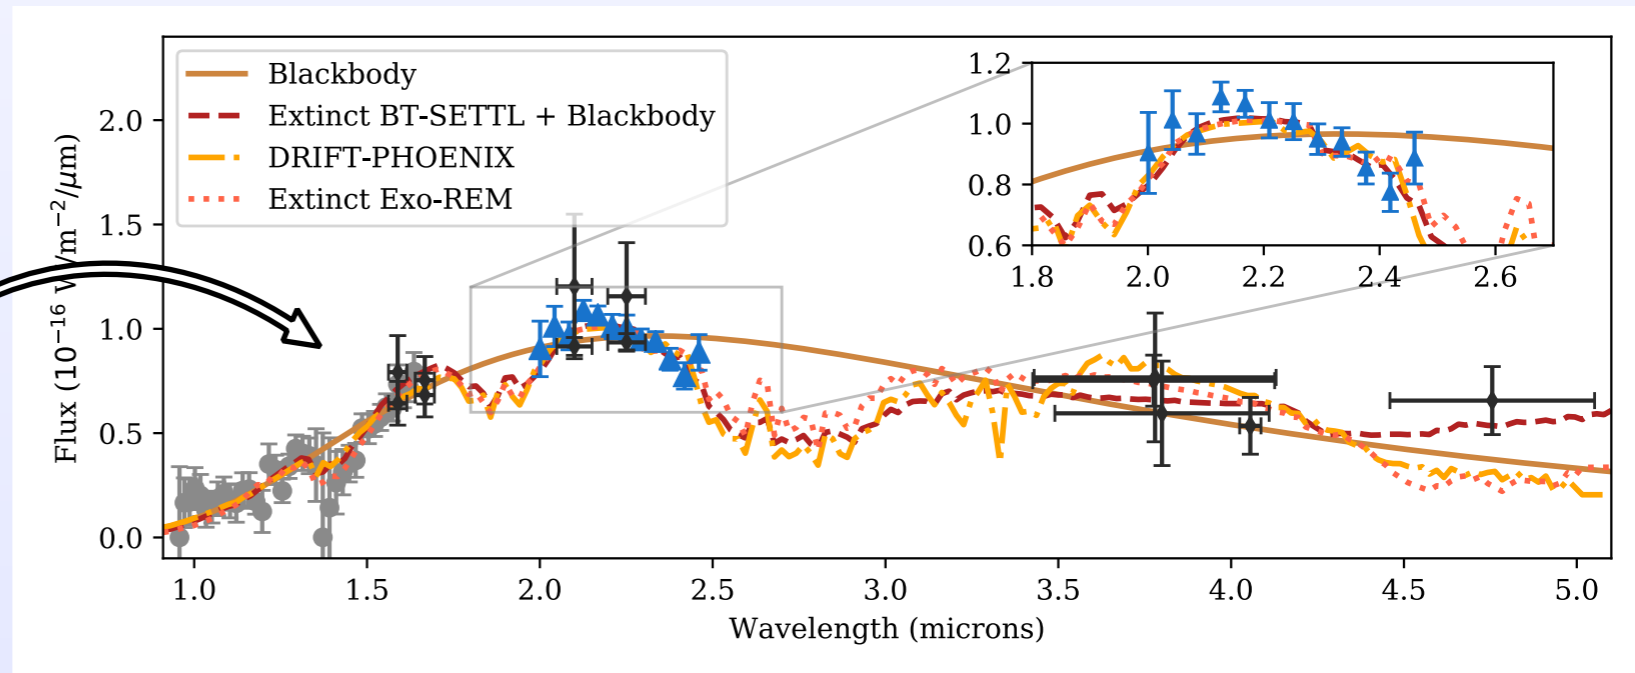 Blackbody
Extinct BT-SETTL + Blackbody
DRIFT-PHOENIX
Extinct Exo-REM
Flux (10⁻¹⁶ W/m⁻²/μm)
2.0
1.5
1.0
0.5
0.0
1.0 1.5 2.0 2.5 3.0 3.5 4.0 4.5 5.0
Wavelength (microns)
1.2
1.0
0.8
0.6
1.8 2.0 2.2 2.4 2.6